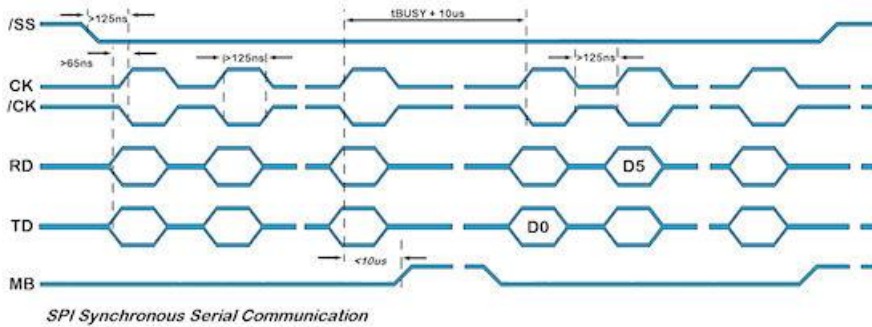 /SS
>125ns
tBUSY + 10us
>65ns
>125ns
>125ns
CK
/CK
RD
D5
TD
D0
<10us
MB
SPI Synchronous Serial Communication